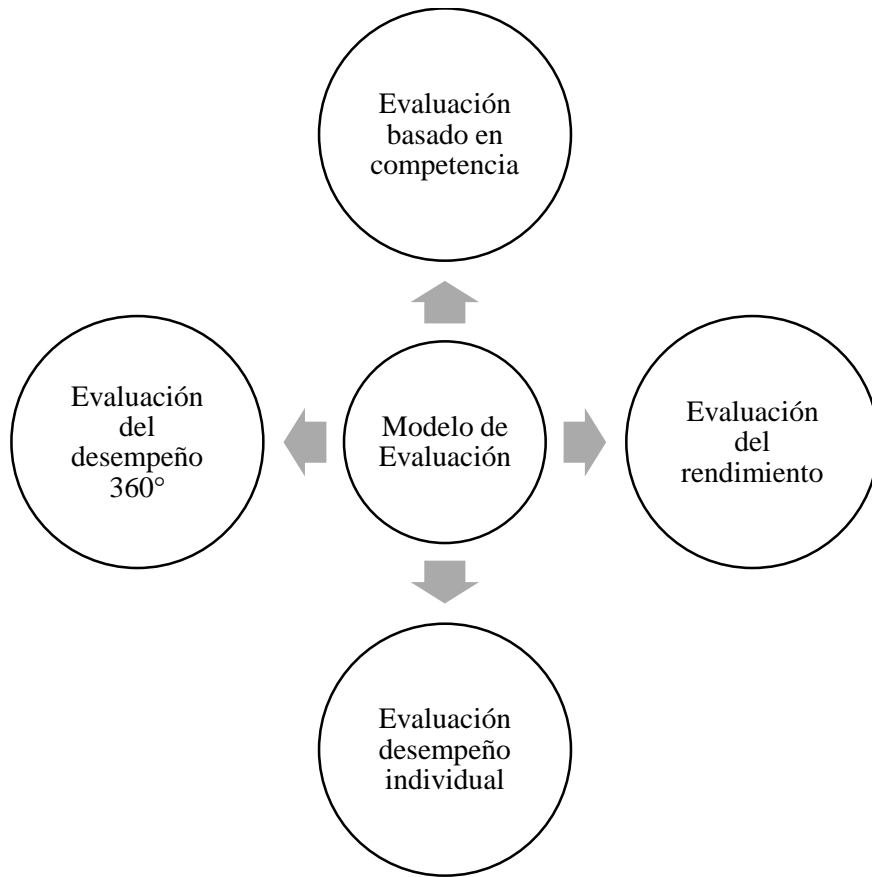 Evaluación
basado en
competencia
Evaluación
del
desempeño
360°
Modelo de
Evaluación
Evaluación
del
rendimiento
Evaluación
desempeño
individual